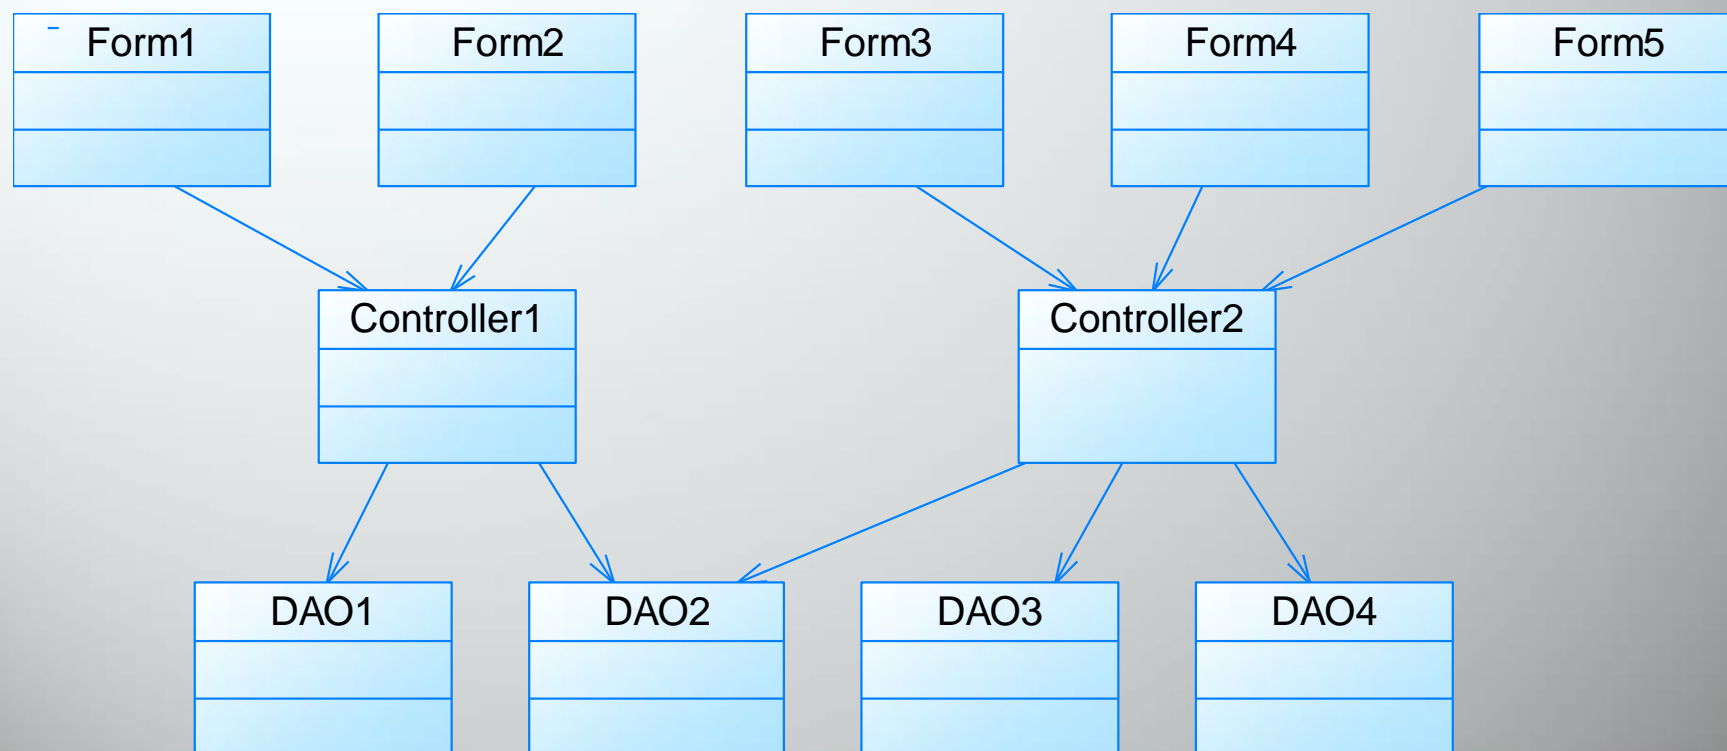 Form1
Form2
Form3
Form4
Form5
Controller1
Controller2
DAO1
DAO2
DAO3
DAO4